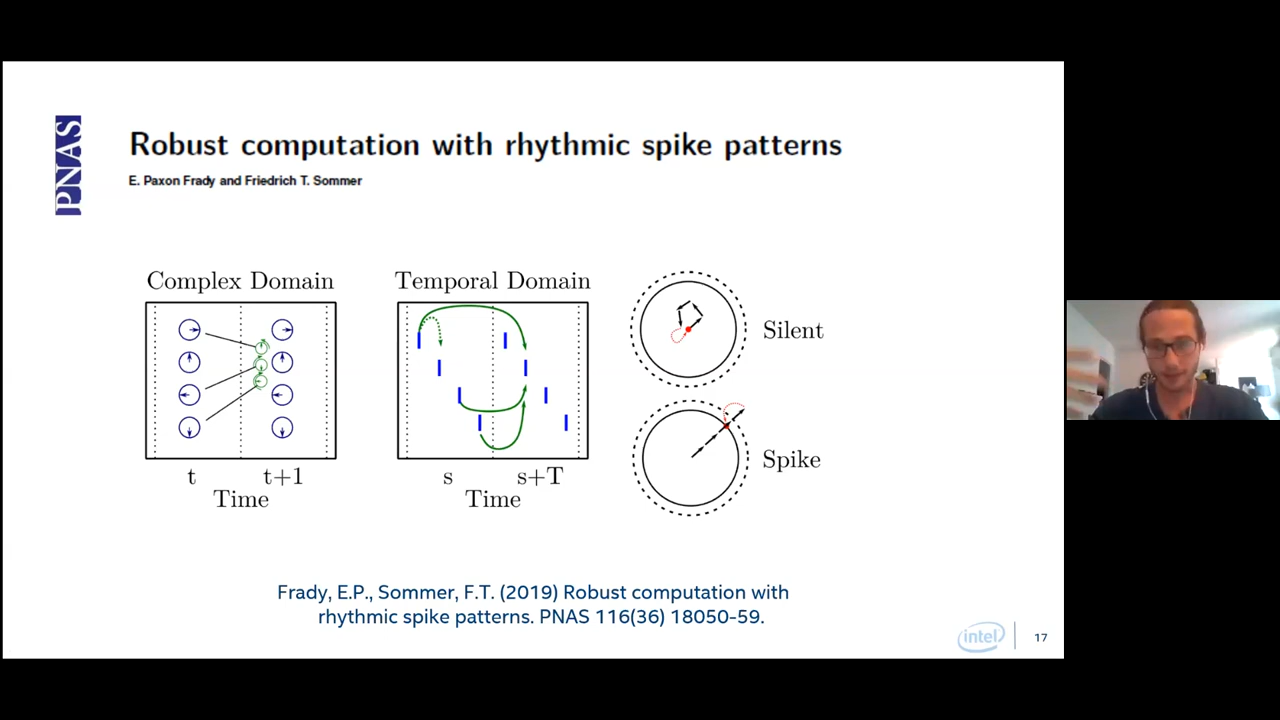 PNAS
Robust computation with rhythmic spike patterns
E. Paxon Frady and Friedrich T. Sommer
Complex Domain
Temporal Domain
Silent
Spike
t
t+1
Time
s
s+T
Time
Frady, E.P., Sommer, F.T. (2019) Robust computation with
rhythmic spike patterns. PNAS 116(36) 18050-59.
intel
17